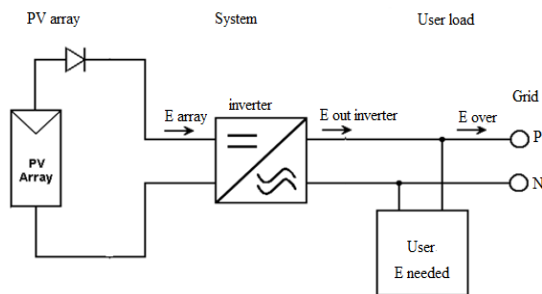 PV array
System
User load
E array
inverter
E out inverter
E over
Grid
P
PV
Array
N
User
E needed